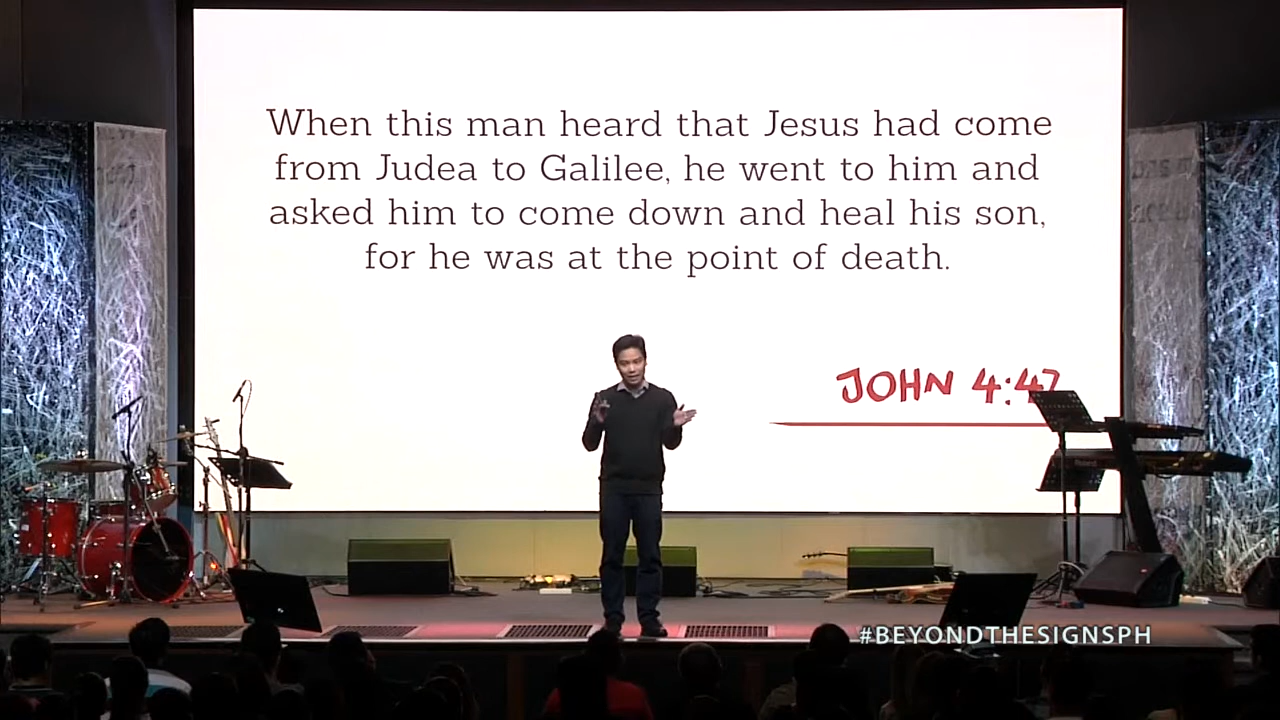 When this man heard that Jesus had come
from Judea to Galilee, he went to him and
asked him to come down and heal his son,
for he was at the point of death.
JOHN 4:47
Roland
#BEYONDTHESIGNSPH